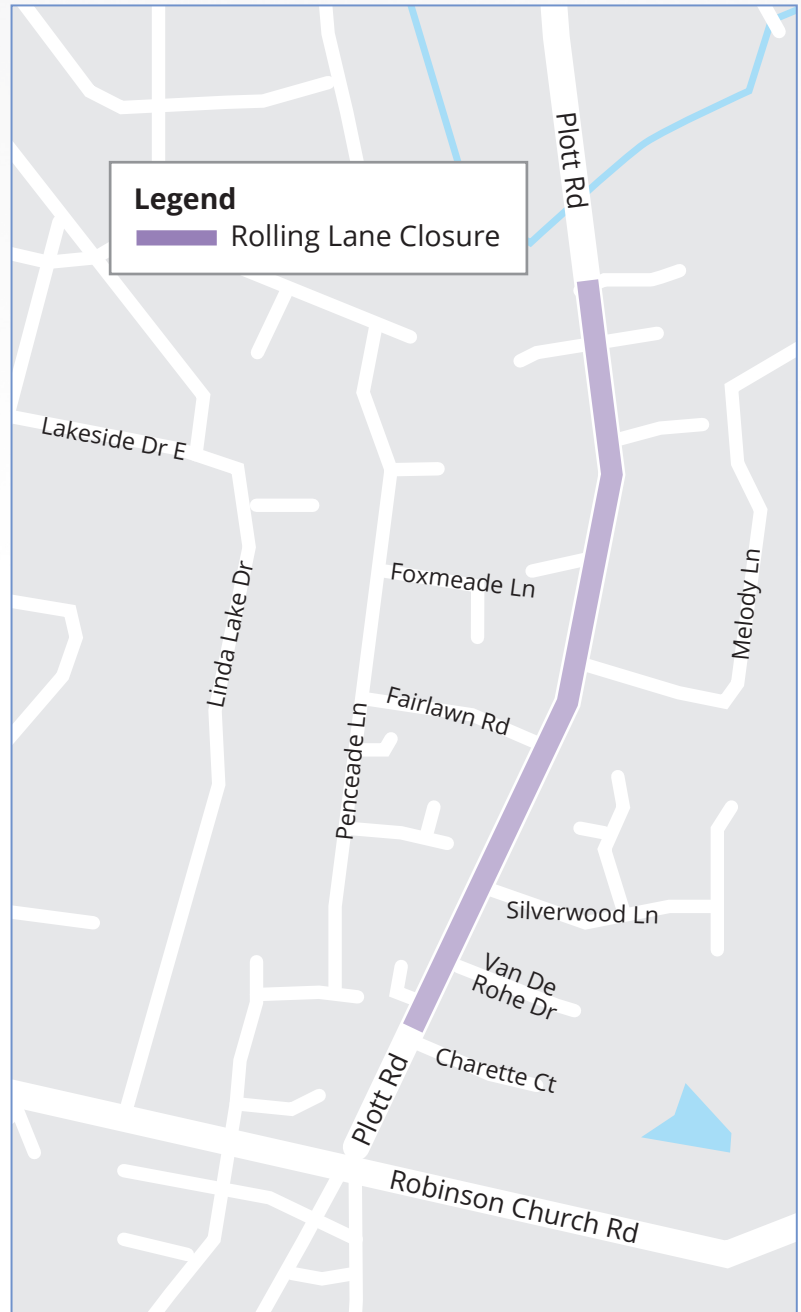 Plott Rd
Legend
Rolling Lane Closure
Lakeside Dr E
Foxmeade Ln
Melody Ln
Linda Lake Dr
Fairlawn Rd
Penceade Ln
Silverwood Ln
Van De
Rohe Dr
Charette Ct
Plott Rd
Robinson Church Rd